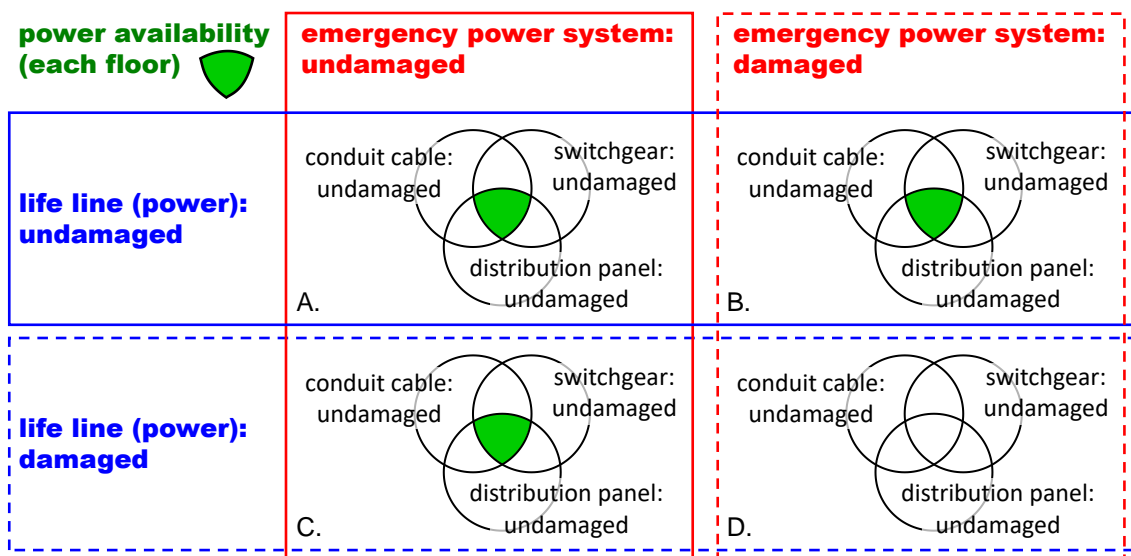 power availability
(each floor)
emergency power system:
undamaged
emergency power system:
damaged
life line (power):
undamaged
conduit cable:
undamaged
switchgear:
undamaged
distribution panel:
undamaged
A.
conduit cable:
undamaged
switchgear:
undamaged
distribution panel:
undamaged
B.
life line (power):
damaged
conduit cable:
undamaged
switchgear:
undamaged
distribution panel:
undamaged
C.
conduit cable:
undamaged
switchgear:
undamaged
distribution panel:
undamaged
D.